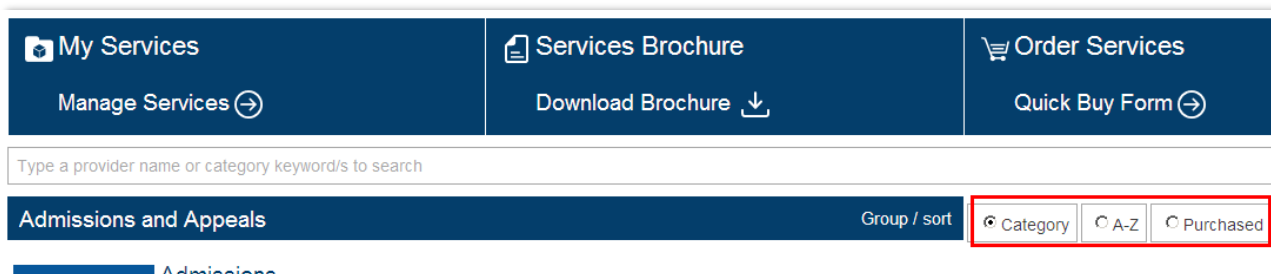 My Services
Manage Services
Services Brochure
Download Brochure
Order Services
Quick Buy Form
Type a provider name or category keyword/s to search
Admissions and Appeals
Group / sort
Category
A-Z
Purchased
Admissions